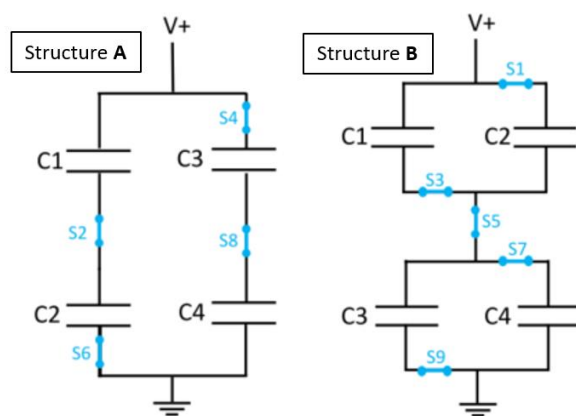 V+
Structure A
S4
C1
C3
S2
S8
C2
C4
S6
V+
Structure B
S1
C1
C2
S3
S5
S7
C3
C4
S9